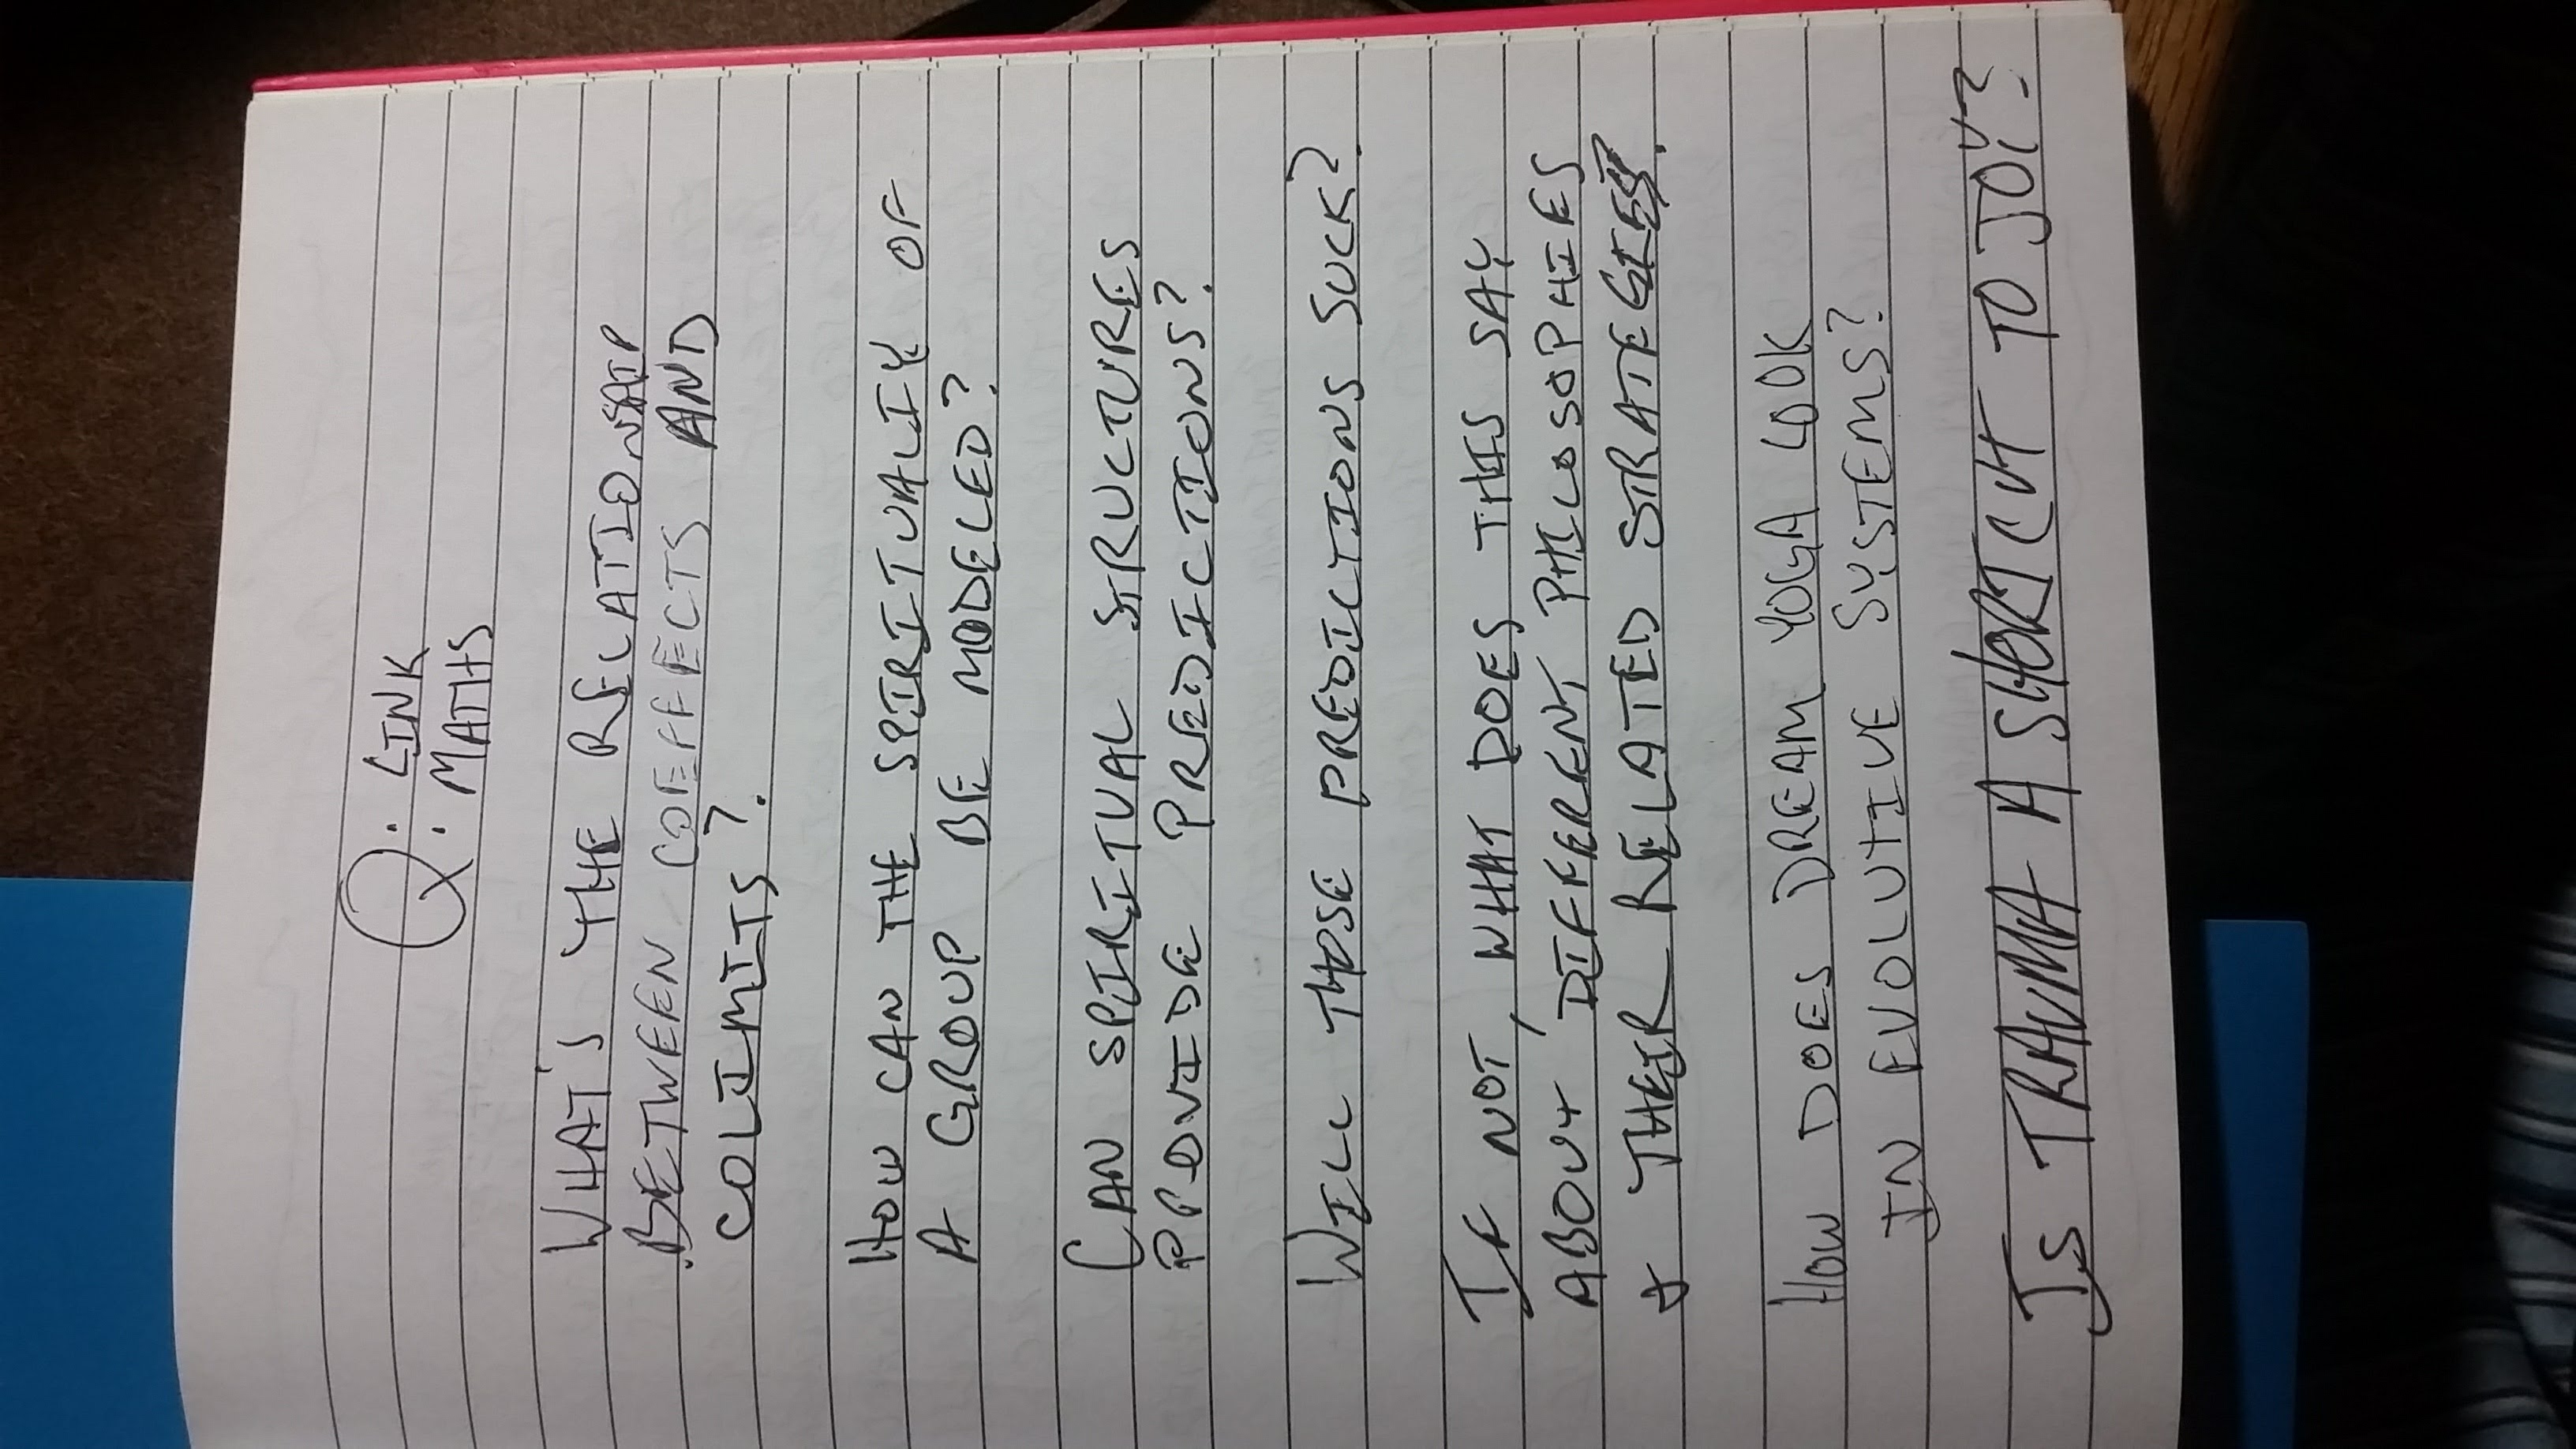 Q: LINK
: MATHS
WHAT'S THE RELATIONSHIP
BETWEEN COEFFECTS AND
COLIMITS?
HOW CAN THE SPIRITUALITY OF
A GROUP BE MODELED?
CAN SPIRITUAL STRUCTURES
PROVIDE PREDICTIONS?
WILL THOSE PREDICTIONS SUCK?
IF NOT, WHAT DOES THIS SAY
ABOUT DIFFERENT PHILOSOPHIES
& THEIR RELATED STRATEGIES?
HOW DOES DREAM YOGA LOOK
IN EVOLUTIVE SYSTEMS?
IS TRAUMA A SHORTCUT TO JOY?